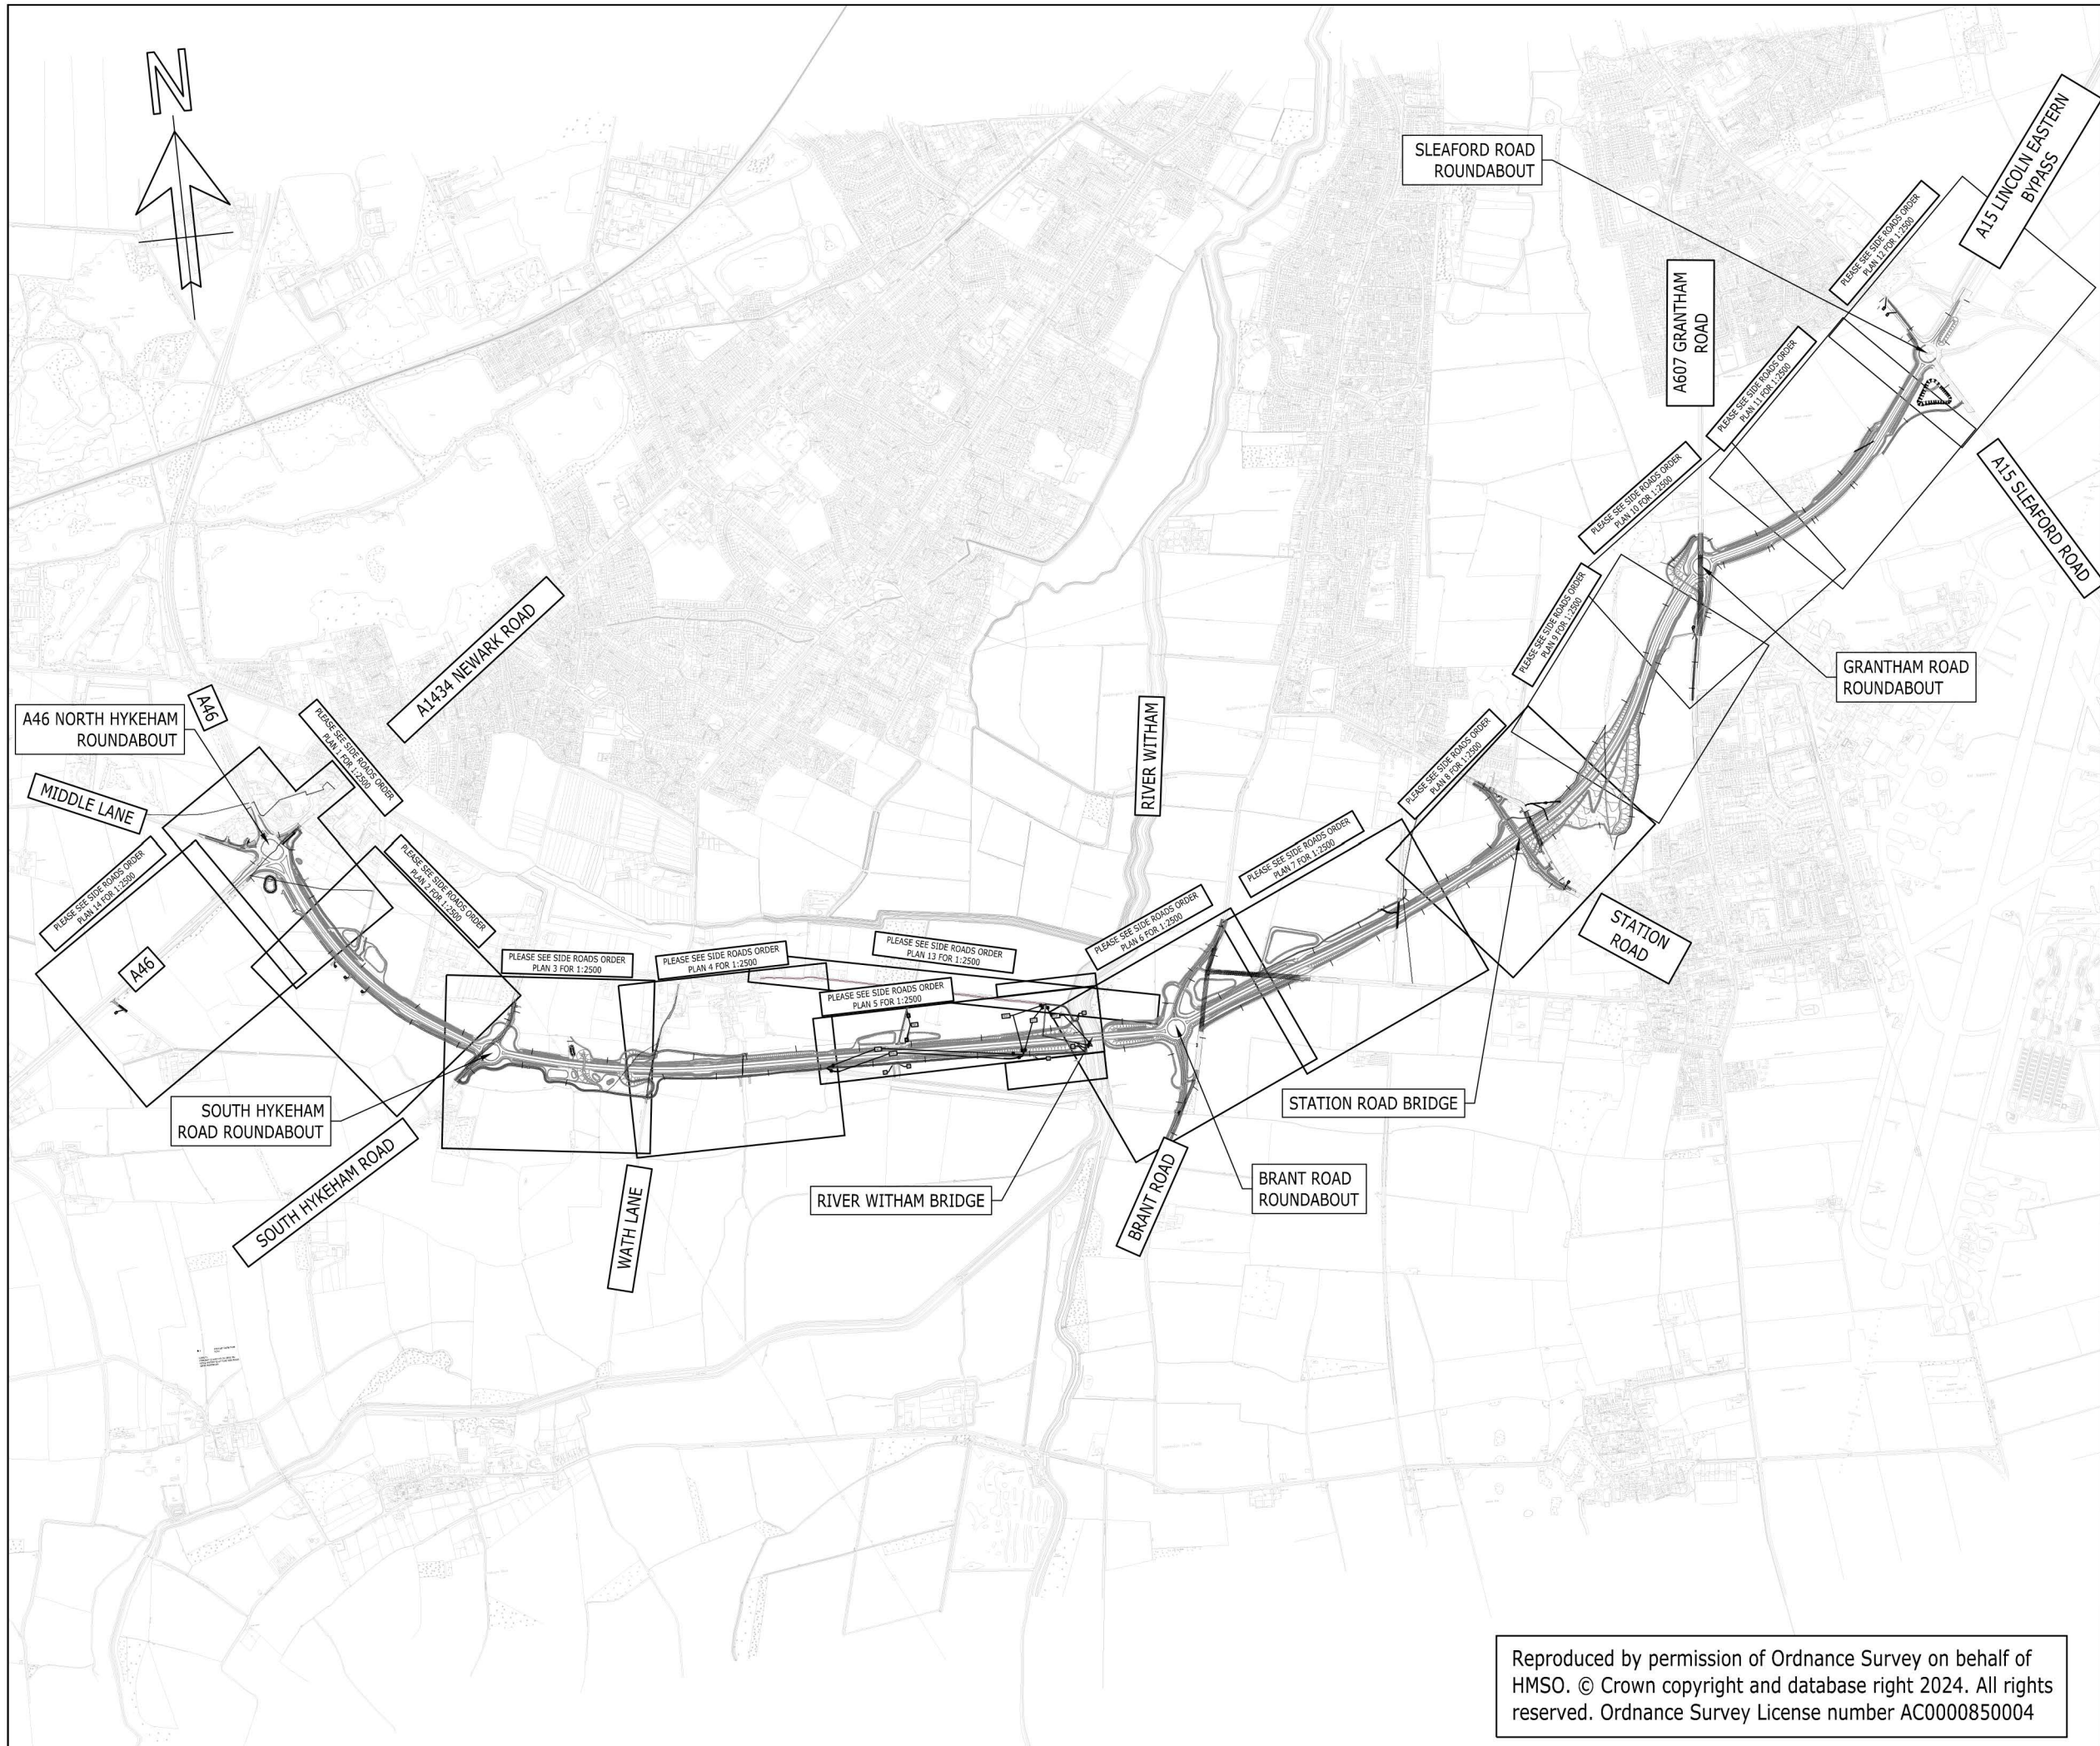 N
SLEAFORD ROAD
ROUNDABOUT
A15 LINCOLN EASTERN
BYPASS
PLEASE SEE SIDE ROADS ORDER
PLAN 12 FOR 1:2500
A607 GRANTHAM
ROAD
PLEASE SEE SIDE ROADS ORDER
PLAN 11 FOR 1:2500
PLEASE SEE SIDE ROADS ORDER
PLAN 10 FOR 1:2500
A15 SLEAFORD ROAD
PLEASE SEE SIDE ROADS ORDER
PLAN 9 FOR 1:2500
GRANTHAM ROAD
ROUNDABOUT
A1434 NEWARK ROAD
A46 NORTH HYKEHAM
ROUNDABOUT
A46
PLEASE SEE SIDE ROADS ORDER
PLAN 1 FOR 1:2500
RIVER WITHAM
PLEASE SEE SIDE ROADS ORDER
PLAN 8 FOR 1:2500
MIDDLE LANE
PLEASE SEE SIDE ROADS ORDER
PLAN 14 FOR 1:2500
PLEASE SEE SIDE ROADS ORDER
PLAN 2 FOR 1:2500
PLEASE SEE SIDE ROADS ORDER
PLAN 7 FOR 1:2500
STATION
ROAD
A46
PLEASE SEE SIDE ROADS ORDER
PLAN 3 FOR 1:2500
PLEASE SEE SIDE ROADS ORDER
PLAN 4 FOR 1:2500
PLEASE SEE SIDE ROADS ORDER
PLAN 13 FOR 1:2500
PLEASE SEE SIDE ROADS ORDER
PLAN 6 FOR 1:2500
PLEASE SEE SIDE ROADS ORDER
PLAN 5 FOR 1:2500
SOUTH HYKEHAM
ROAD ROUNDABOUT
STATION ROAD BRIDGE
SOUTH HYKEHAM ROAD
WATH LANE
RIVER WITHAM BRIDGE
BRANT ROAD
BRANT ROAD
ROUNDABOUT
Reproduced by permission of Ordnance Survey on behalf of
HMSO. © Crown copyright and database right 2024. All rights
reserved. Ordnance Survey License number AC0000850004